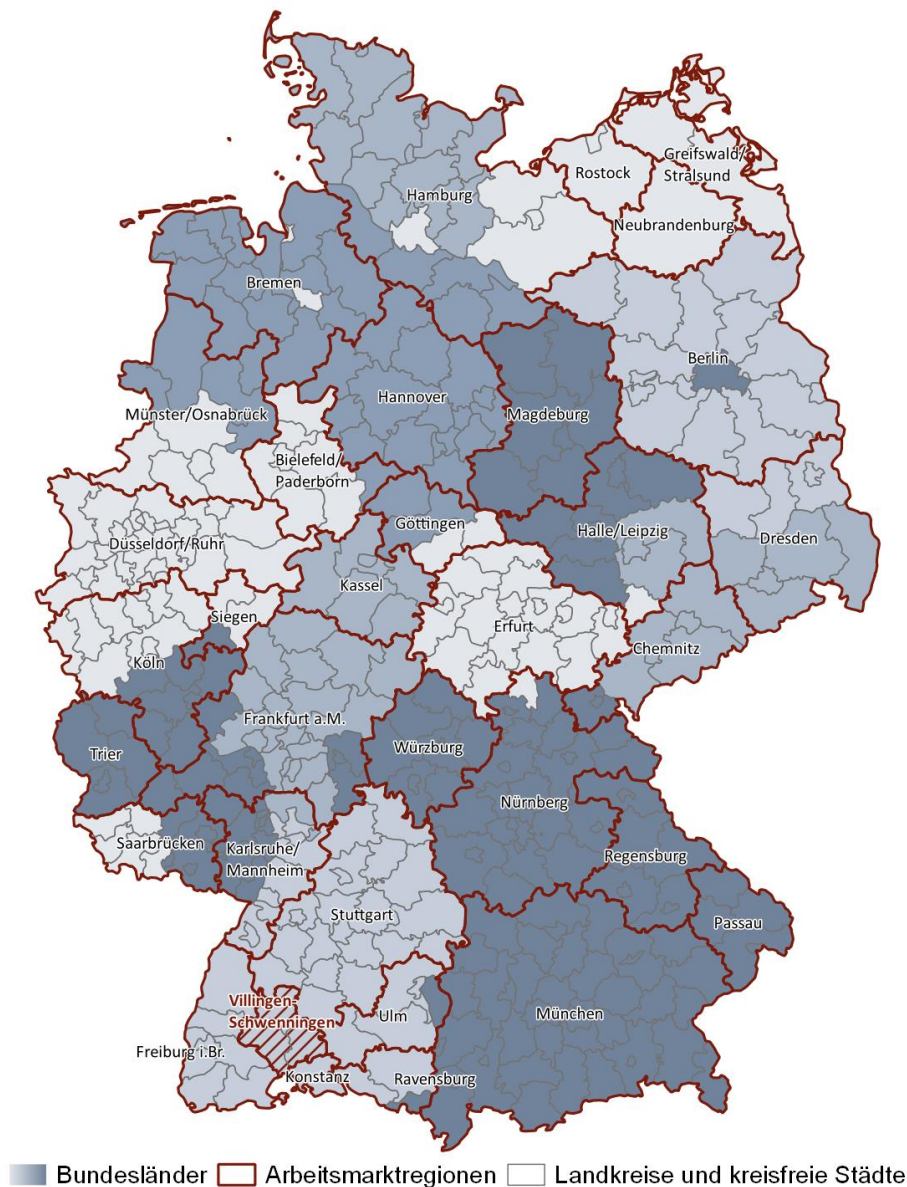 Hamburg
Rostock
Greifswald/
Stralsund
Neubrandenburg
Bremen
Berlin
Münster/Osnabrück
Hannover
Magdeburg
Bielefeld/
Paderborn
Düsseldorf/Ruhr
Göttingen
Halle/Leipzig
Dresden
Kassel
Siegen
Erfurt
Köln
Chemnitz
Frankfurt a.M.
Trier
Würzburg
Nürnberg
Saarbrücken
Karlsruhe/
Mannheim
Regensburg
Stuttgart
Passau
Villingen-
Schwenningen
Ulm
München
Freiburg i.Br.
Konstanz
Ravensburg
Bundesländer
Arbeitsmarktregionen
Landkreise und kreisfreie Städte